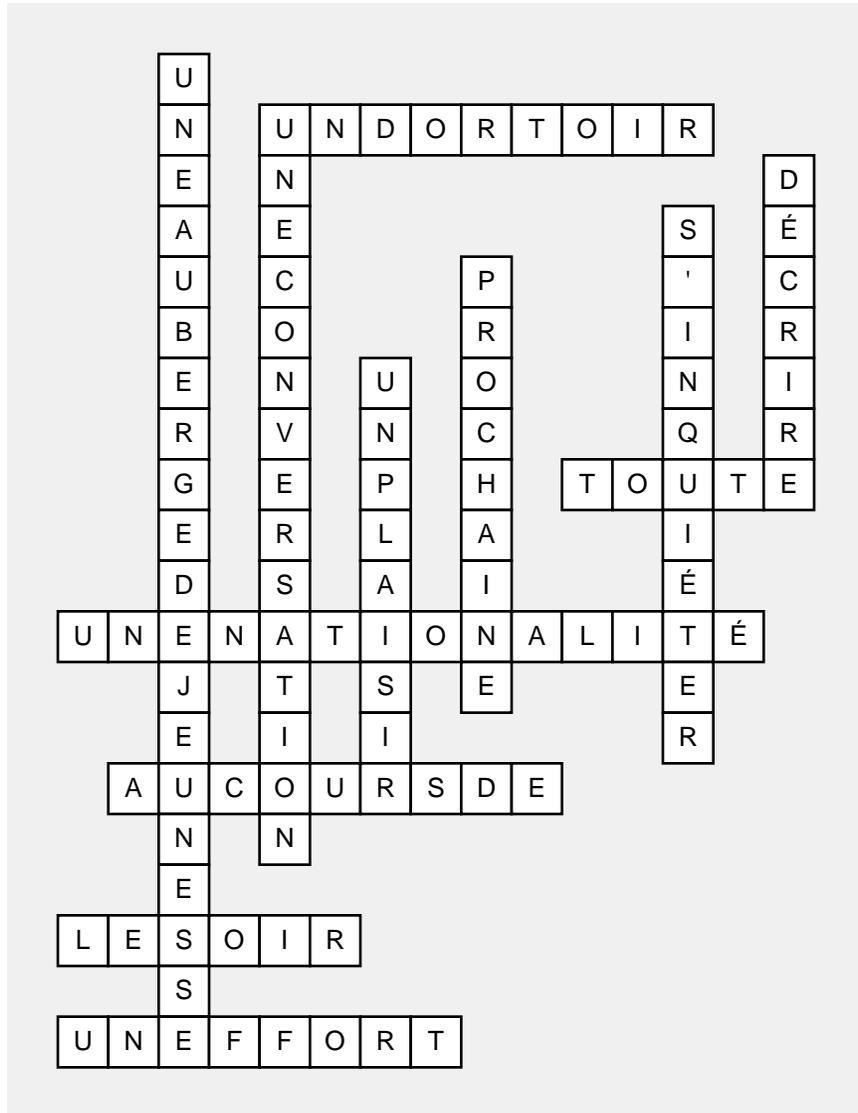 UNEAUBERGEDEJEUNESSE
UNDORTOIR
UNECONVERSATION
DÉCRIRE
S'INQUIÉTER
PROCHAINE
UNPLAISIR
TOUTE
UNENATIONALITÉ
AUCOURSDE
LESOIR
UNEFFORT